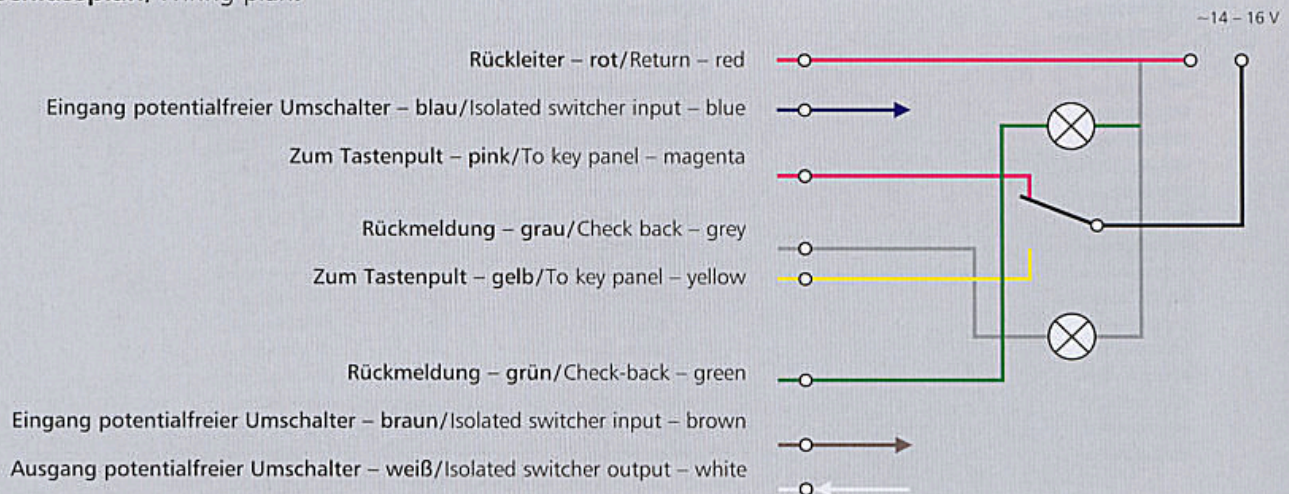 Wiring plan:
~14 – 16 V
Rückleiter – rot/Return – red
Eingang potentialfreier Umschalter – blau/Isolated switcher input – blue
Zum Tastenpult – pink/To key panel – magenta
Rückmeldung – grau/Check back – grey
Zum Tastenpult – gelb/To key panel – yellow
Rückmeldung – grün/Check-back – green
Eingang potentialfreier Umschalter – braun/Isolated switcher input – brown
Ausgang potentialfreier Umschalter – weiß/Isolated switcher output – white